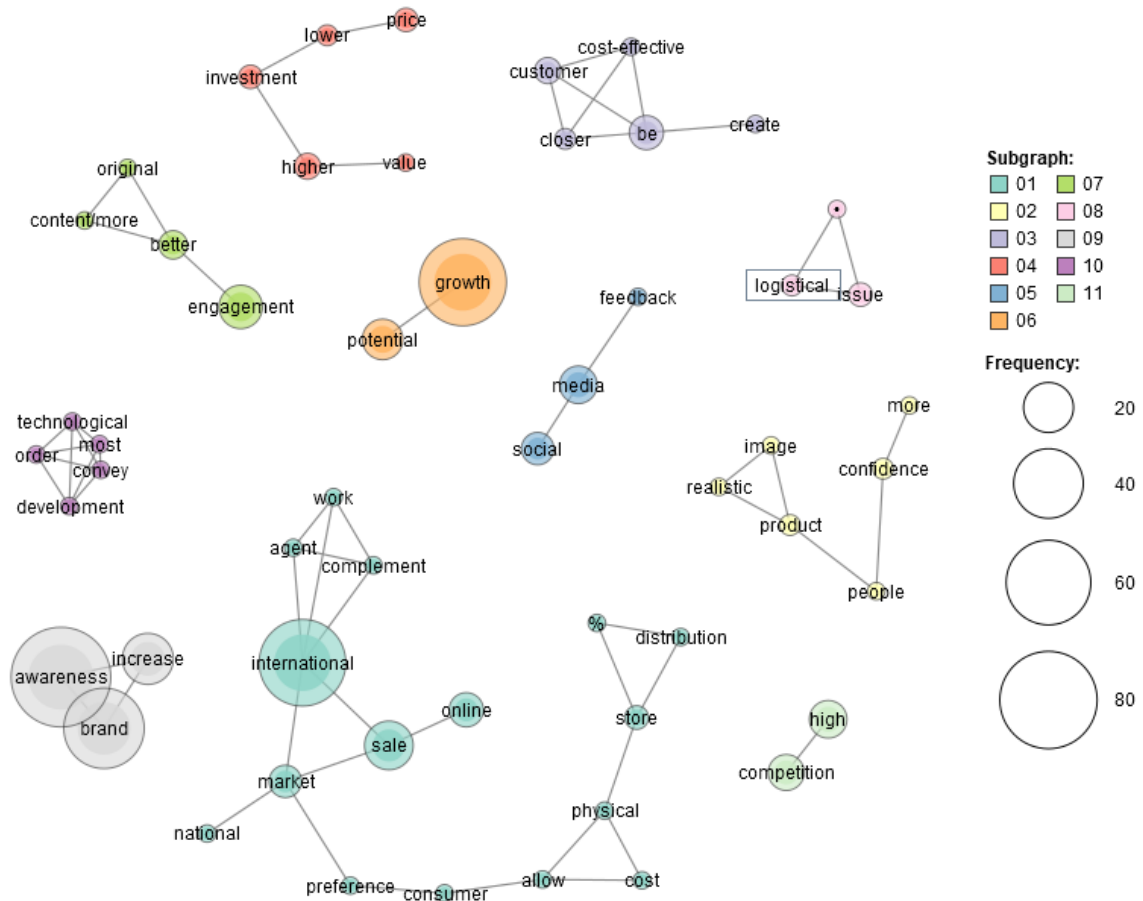 price
lower
investment
higher
value
cost-effective
customer
closer
be
create
original
content/more
better
engagement
growth
potential
feedback
media
social
logistical
issue
technological
most
order
convey
development
more
image
confidence
realistic
product
people
work
agent
complement
international
awareness
increase
brand
online
sale
market
national
preference
consumer
allow
cost
physical
store
%
distribution
high
competition
Subgraph:
01 07
02 08
03 09
04 10
05 11
06
Frequency:
20
40
60
80